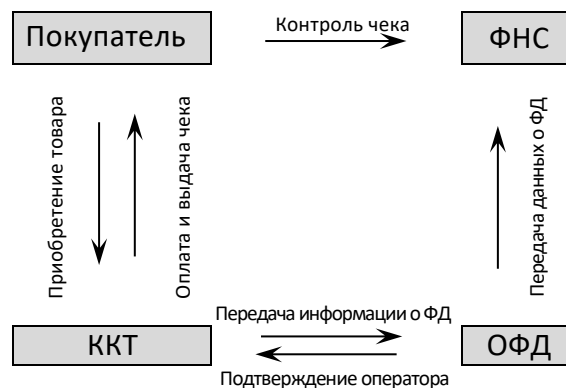 Покупатель
Контроль чека
ФНС
Приобретение товара
Оплата и выдача чека
Передача данных о ФД
Передача информации о ФД
ККТ
ОФД
Подтверждение оператора